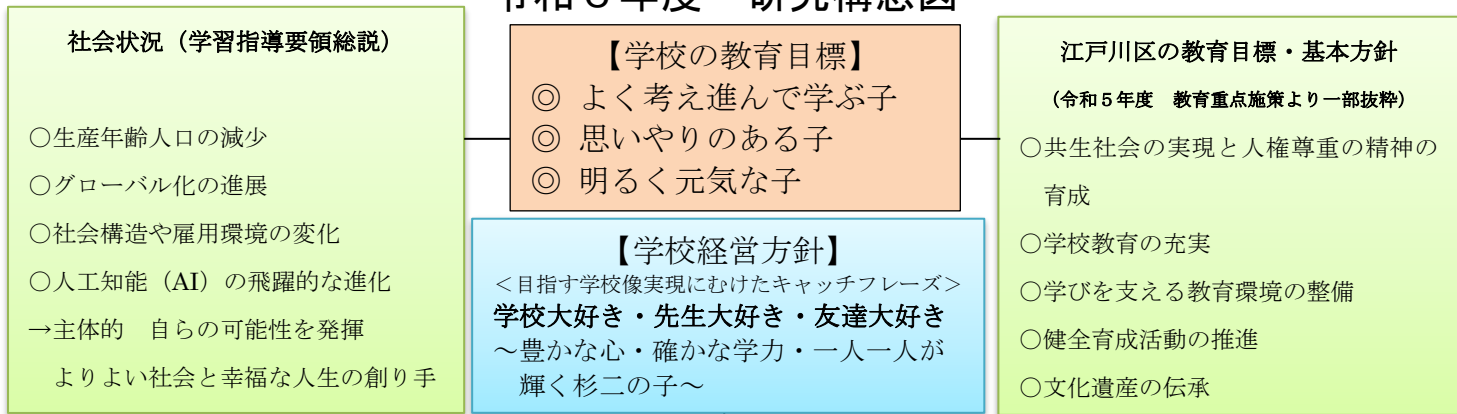 研究構想図
社会状況（学習指導要領総説）
○生産年齢人口の減少
○グローバル化の進展
○社会構造や雇用環境の変化
○人工知能（AI）の飛躍的な進化
→主体的　自らの可能性を発揮
よりよい社会と幸福な人生の創り手
【学校の教育目標】
◎ よく考え進んで学ぶ子
◎ 思いやりのある子
◎ 明るく元気な子
【学校経営方針】
＜目指す学校像実現にむけたキャッチフレーズ＞
学校大好き・先生大好き・友達大好き
～豊かな心・確かな学力・一人一人が
輝く杉二の子～
江戸川区の教育目標・基本方針
（令和５年度　教育重点施策より一部抜粋）
○共生社会の実現と人権尊重の精神の
育成
○学校教育の充実
○学びを支える教育環境の整備
○健全育成活動の推進
○文化遺産の伝承